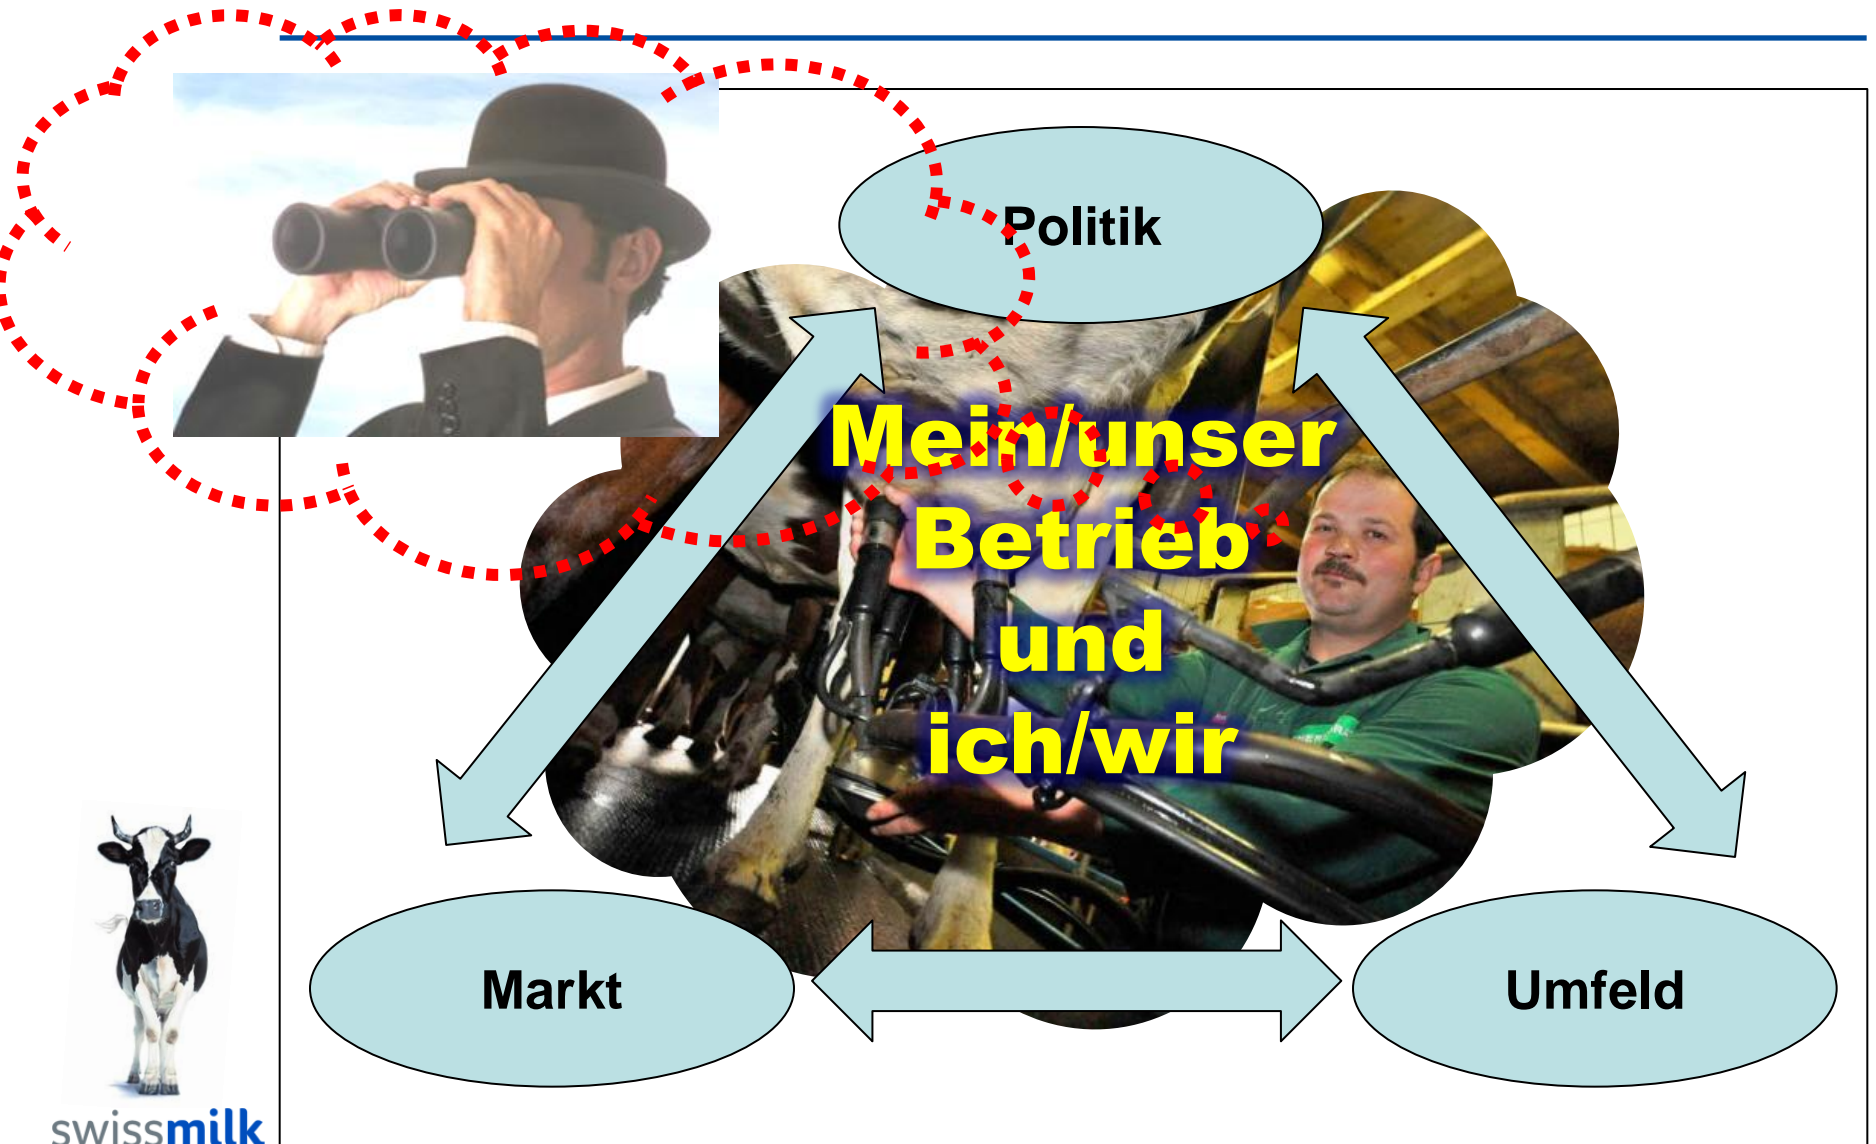 Politik
Mein/unser
Betrieb
und
ich/wir
Markt
Umfeld
swissmilk